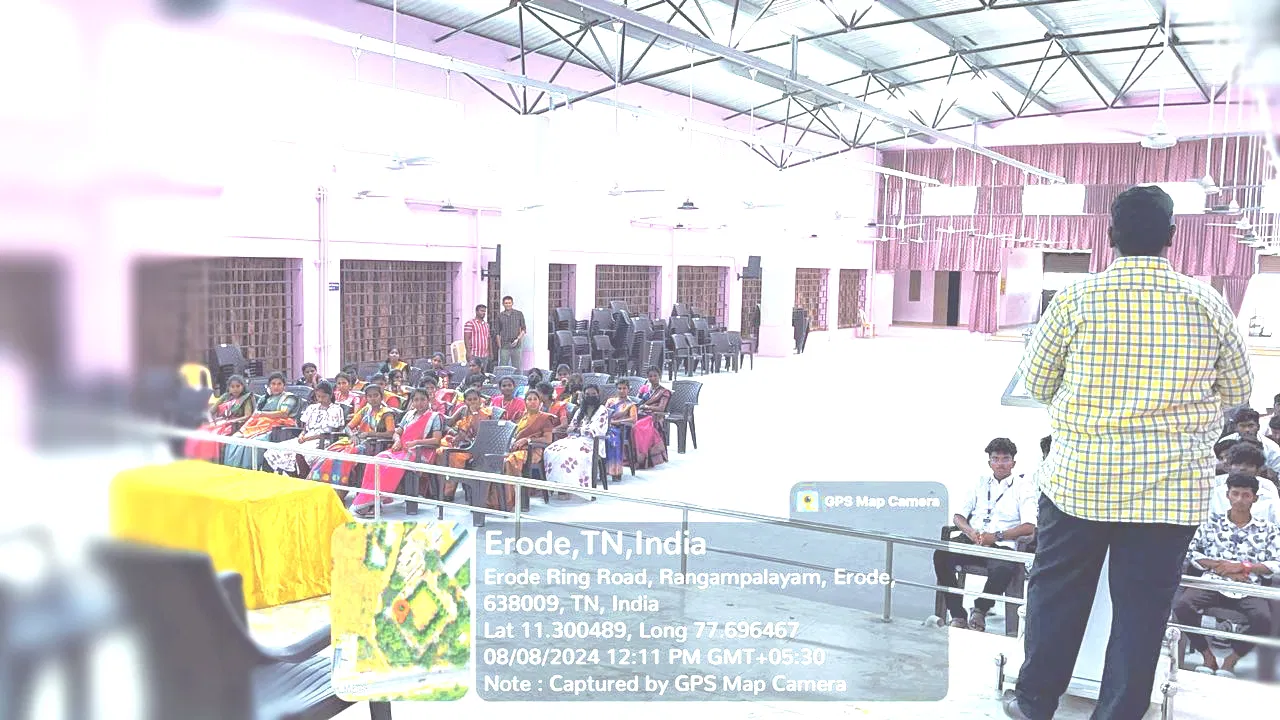 GPS Map Camera
Erode,TN,India
Erode Ring Road, Rangampalayam, Erode,
638009, TN, India
Lat 11.300489, Long 77.696467
08/08/2024 12:11 PM GMT+05:30
Note : Captured by GPS Map Camera